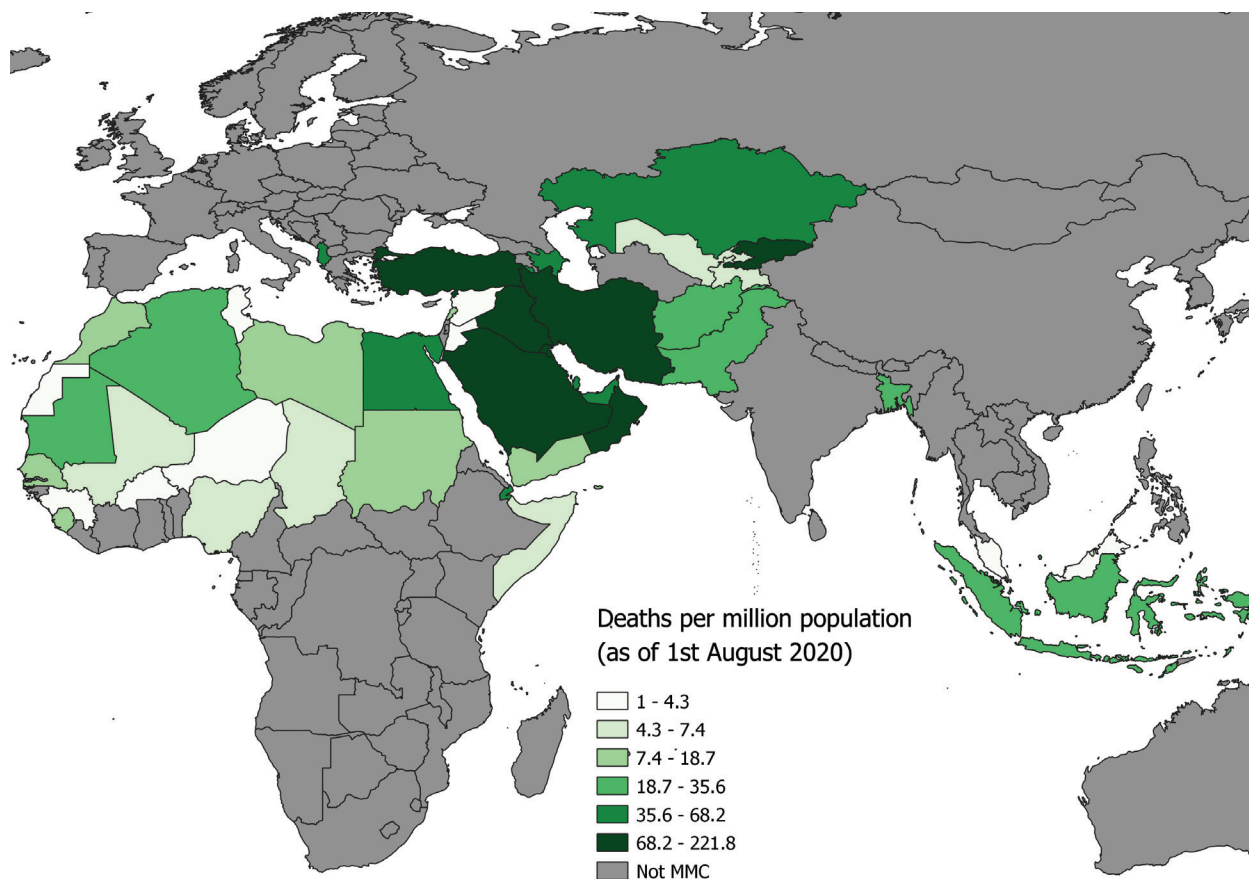 Deaths per million population
(as of 1st August 2020)
1 - 4.3
4.3 - 7.4
7.4 - 18.7
18.7 - 35.6
35.6 - 68.2
68.2 - 221.8
Not MMC